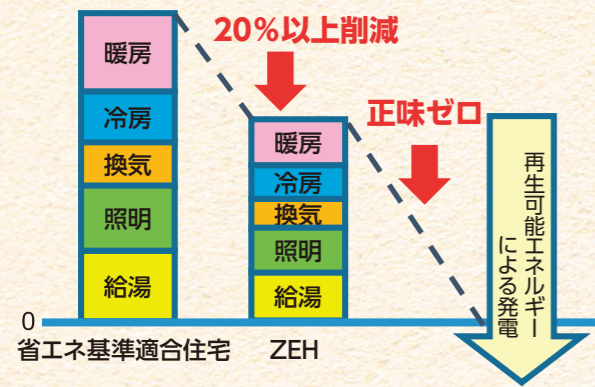 20%以上削減
正味ゼロ
暖房
冷房
換気
照明
給湯
暖房
冷房
換気
照明
給湯
再生可能エネルギー
による発電
0
省エネ基準適合住宅
ZEH